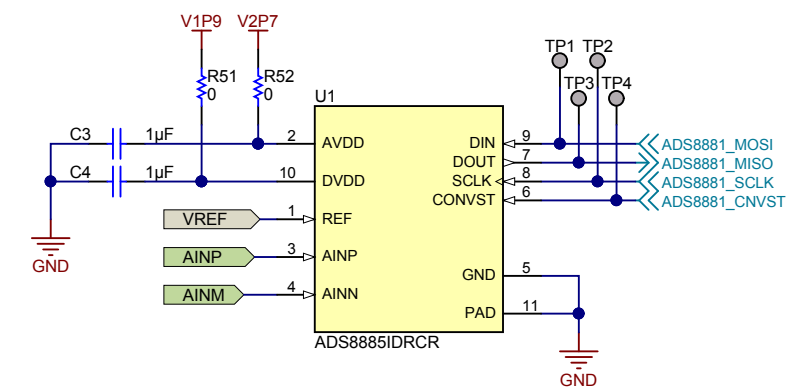 V1P9 V2P7
TP1 TP2
R51 R52
0 0
TP3 TP4
U1
C3 1µF 2 AVDD DIN 9 ADS8881_MOSI
DOUT 7 ADS8881_MISO
C4 1µF 10 DVDD SCLK 8 ADS8881_SCLK
CONVST 6 ADS8881_CNVST
VREF 1 REF
AINP 3 AINP
GND GND 5
AINM 4 AINN
PAD 11
ADS8885IDRCR
GND